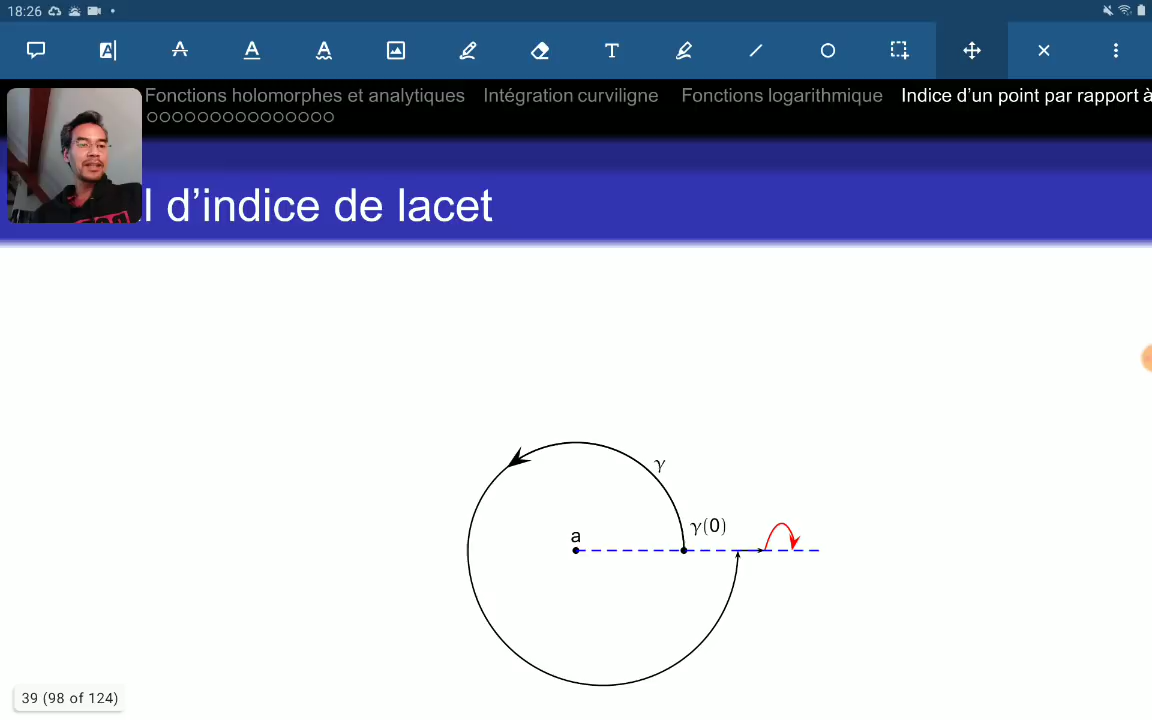 18:26
Fonctions holomorphes et analytiques Intégration curviligne Fonctions logarithmique Indice d'un point par rapport à
l d'indice de lacet
γ
γ(0)
a
39 (98 of 124)